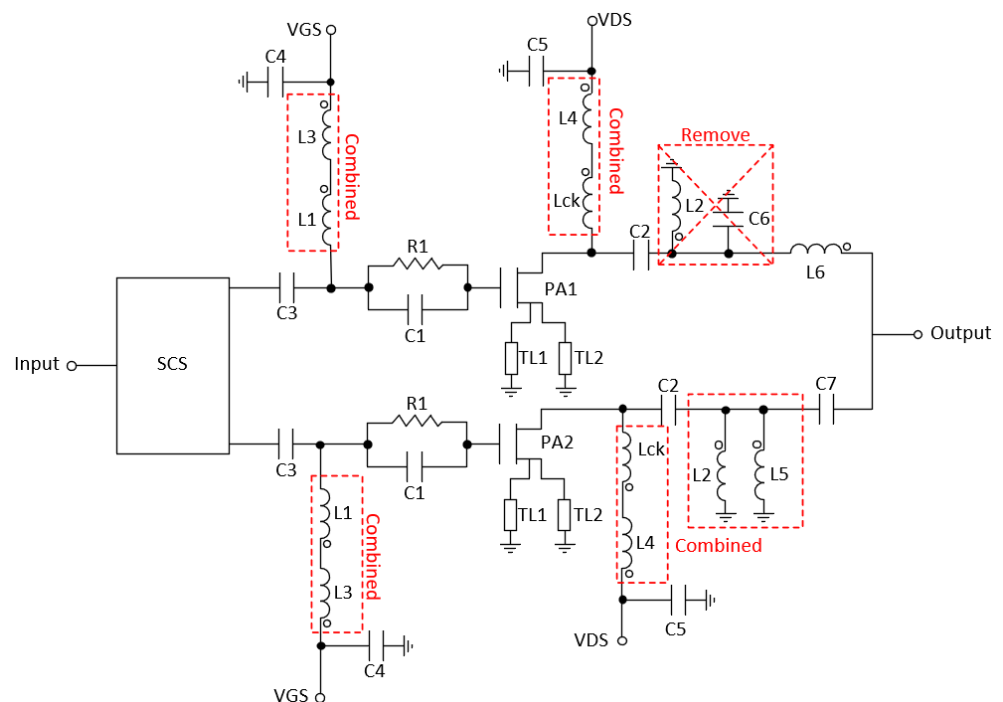 VGS
VDS
C4
C5
L3
Combined
L4
Combined
Remove
L1
Lck
L2
C6
C2
R1
L6
C3
PA1
C1
TL1
TL2
Input
SCS
Output
R1
C2
C7
C3
PA2
Lck
C1
L2
L5
L1
Combined
TL1
TL2
L4
Combined
L3
C5
C4
VDS
VGS